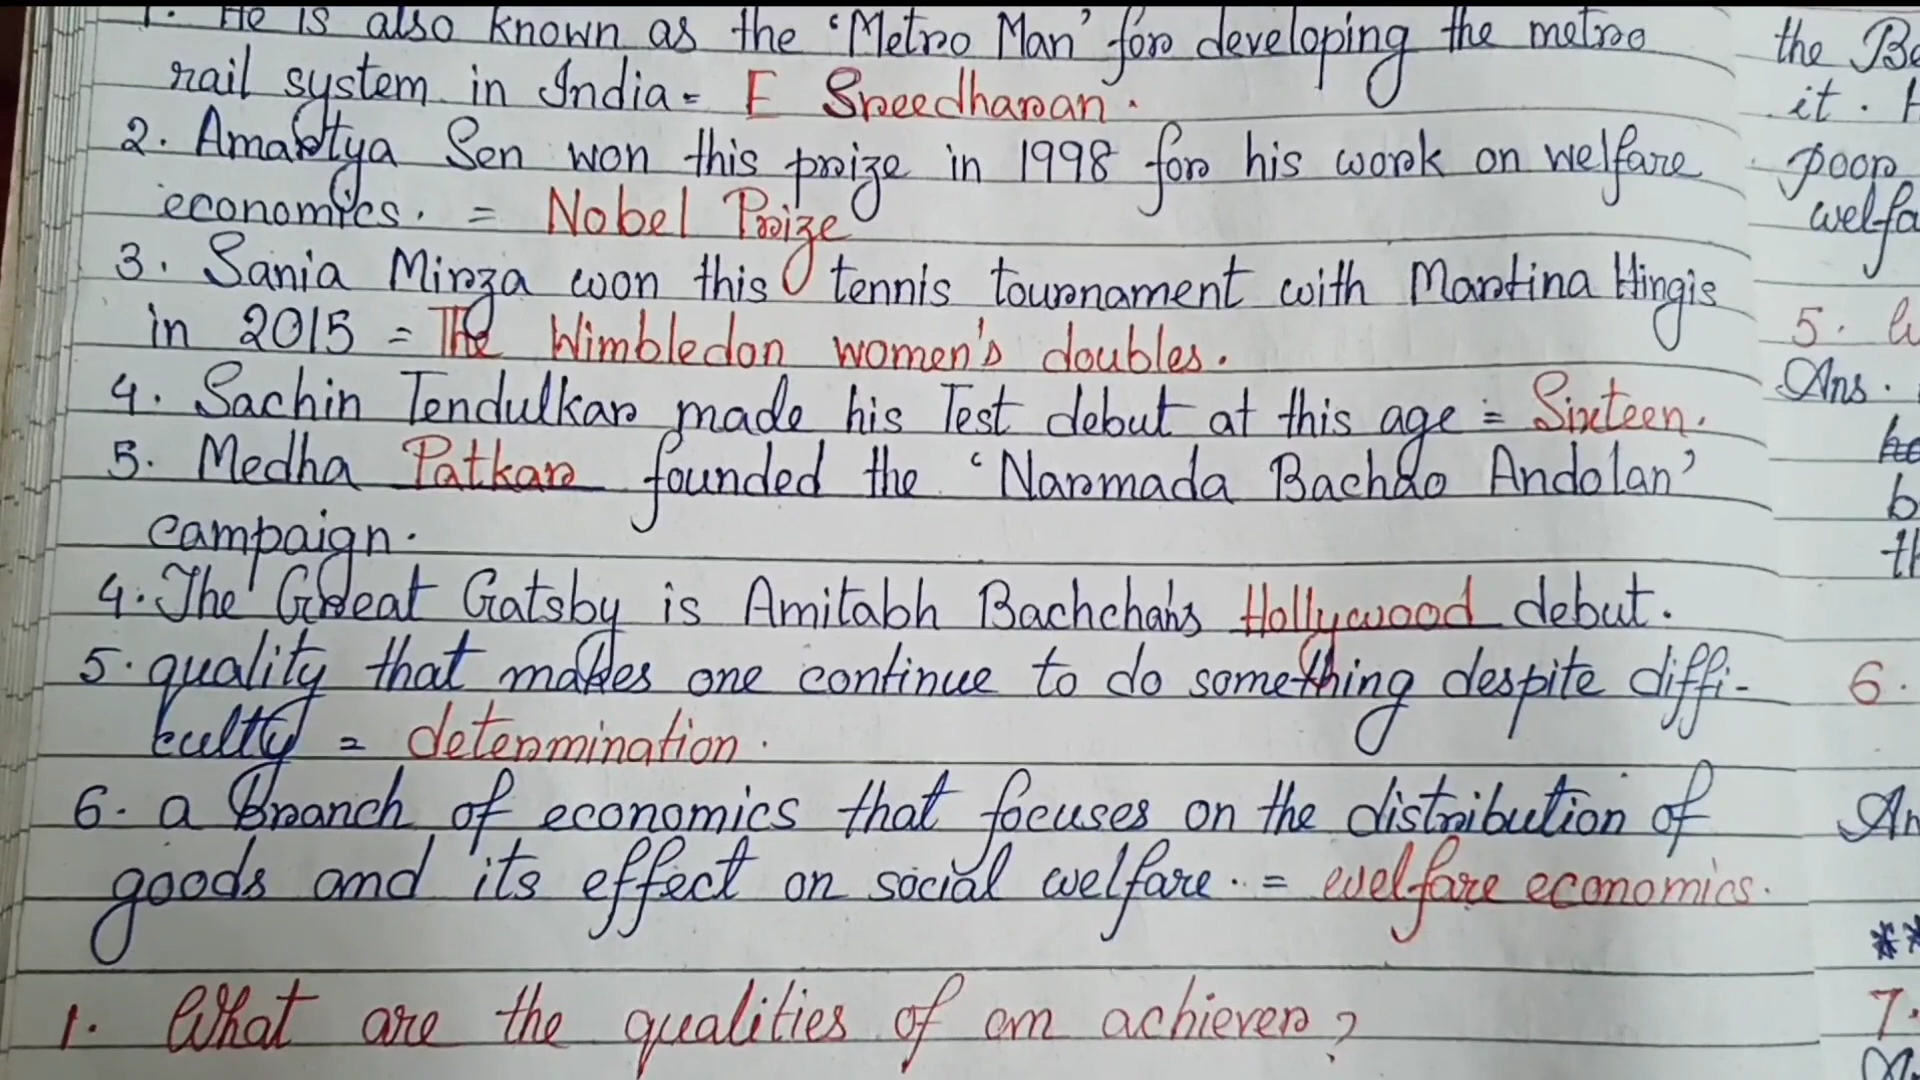 1. He is also known as the 'Metro Man' for developing the metro
rail system in India = E Sreedharan.
2. Amartya Sen won this prize in 1998 for his work on welfare
economics. = Nobel Prize
3. Sania Mirza won this tennis tournament with Martina Hingis
in 2015 = The Wimbledon women's doubles.
4. Sachin Tendulkar made his Test debut at this age = Sixteen.
5. Medha Patkar founded the 'Narmada Bachao Andolan'
campaign.
4. The Great Gatsby is Amitabh Bachchan's Hollywood debut.
5. quality that makes one continue to do something despite diffi-
culty = determination.
6. a Branch of economics that focuses on the distribution of
goods and its effect on social welfare. = welfare economics.
1. What are the qualities of an achiever?
the
it.
poor
5.
Ans.
6.
**
7.